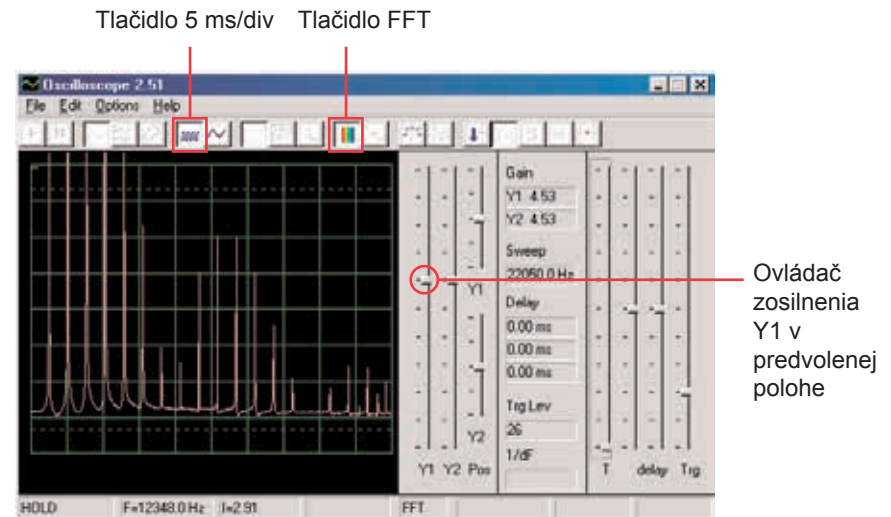 Tlačidlo 5 ms/div Tlačidlo FFT
Oscilloscope 2.51
File Edit Options Help
Gain
Y1 4.53
Y2 4.53
Sweep
22050.0 Hz
Y1
Delay
0.00 ms
0.00 ms
0.00 ms
Trg Lev
26
Y2
1/dF
Y1 Y2 Pos
T delay Trg
HOLD F=12348.0 Hz I=2.91 FFT
Ovládač
zosilnenia
Y1 v
predvolenej
polohe